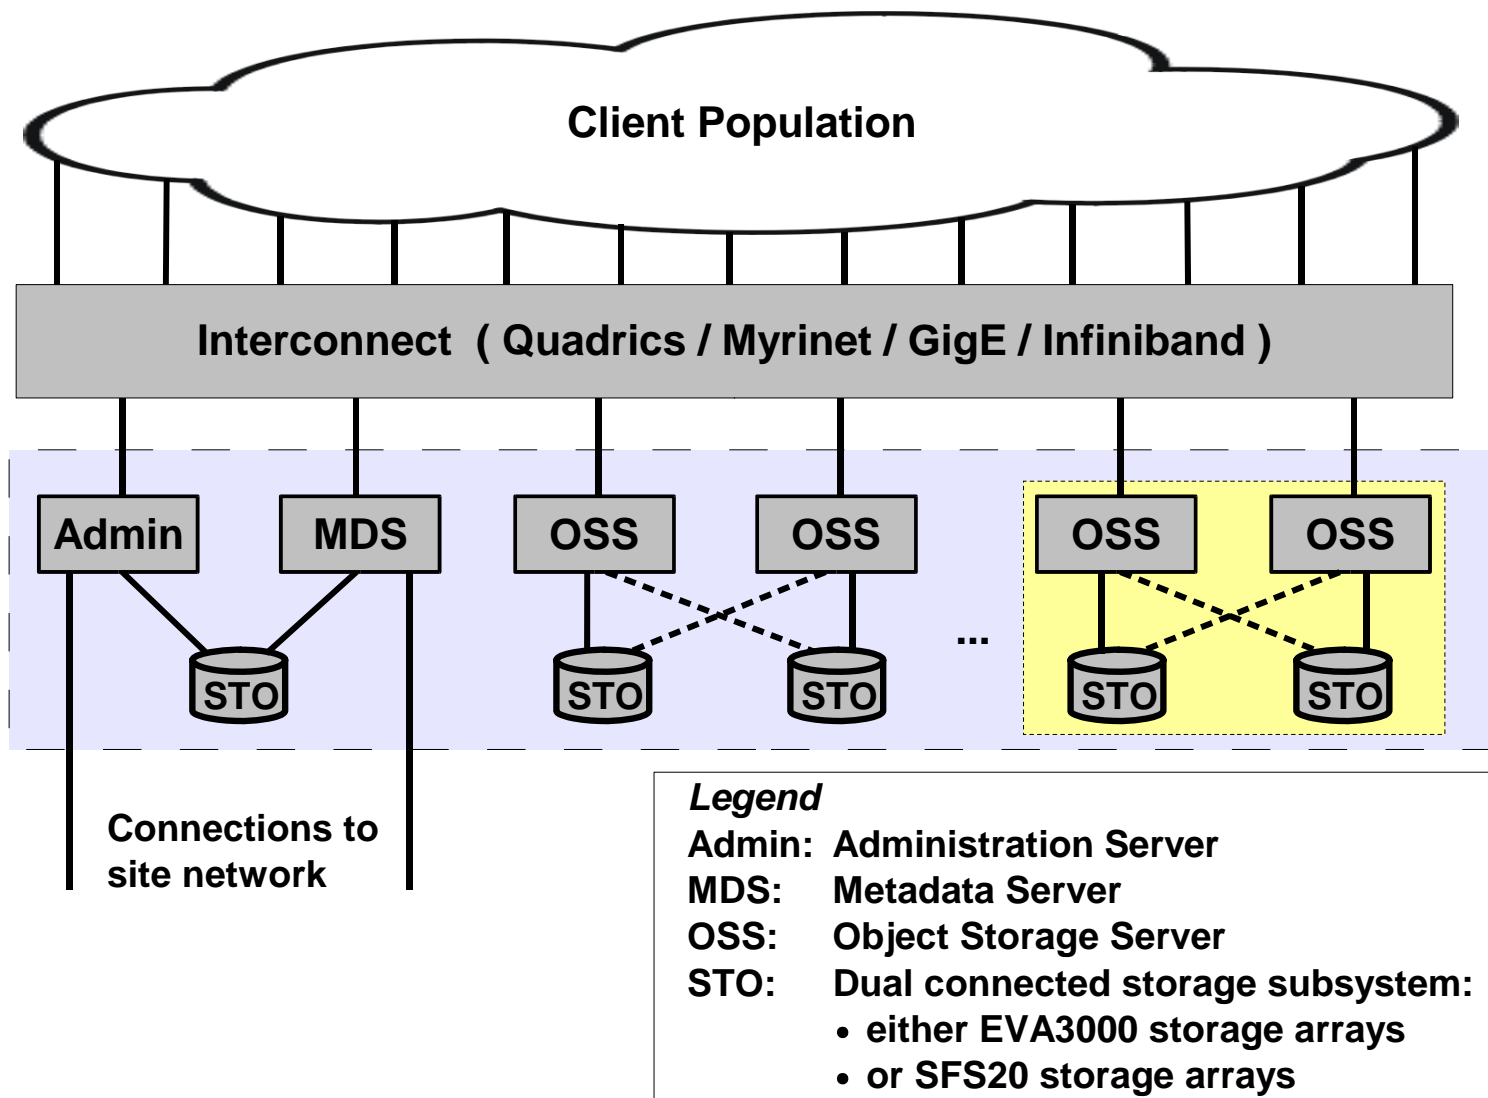 Client Population
Interconnect ( Quadrics / Myrinet / GigE / Infiniband )
Admin MDS OSS OSS OSS OSS
...
STO STO STO STO STO
Connections to
site network
Legend
Admin: Administration Server
MDS: Metadata Server
OSS: Object Storage Server
STO: Dual connected storage subsystem:
• either EVA3000 storage arrays
• or SFS20 storage arrays